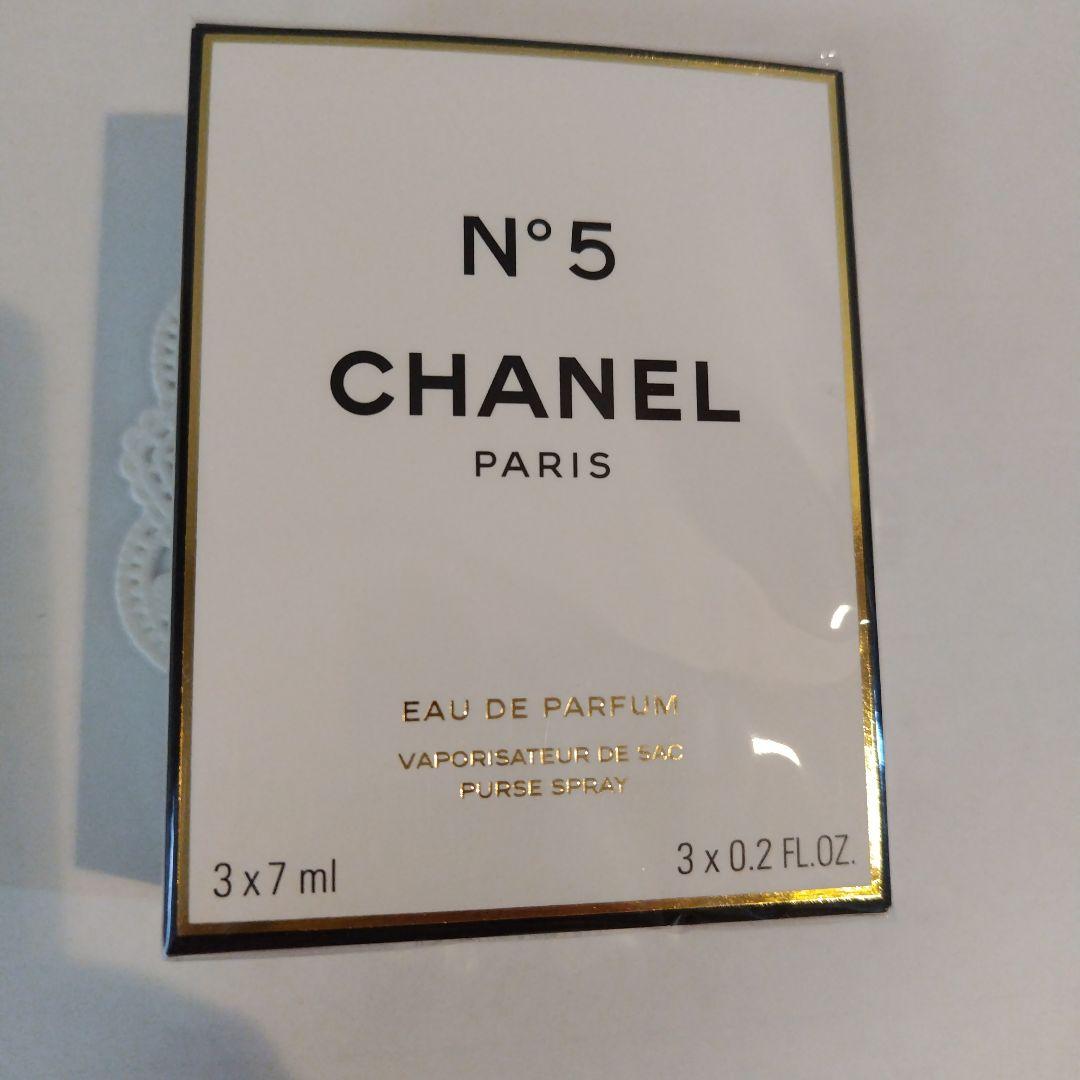 N°5
CHANEL
PARIS
EAU DE PARFUM
VAPORISATEUR DE SAC
PURSE SPRAY
3 x 7 ml
3 x 0.2 FL.OZ.